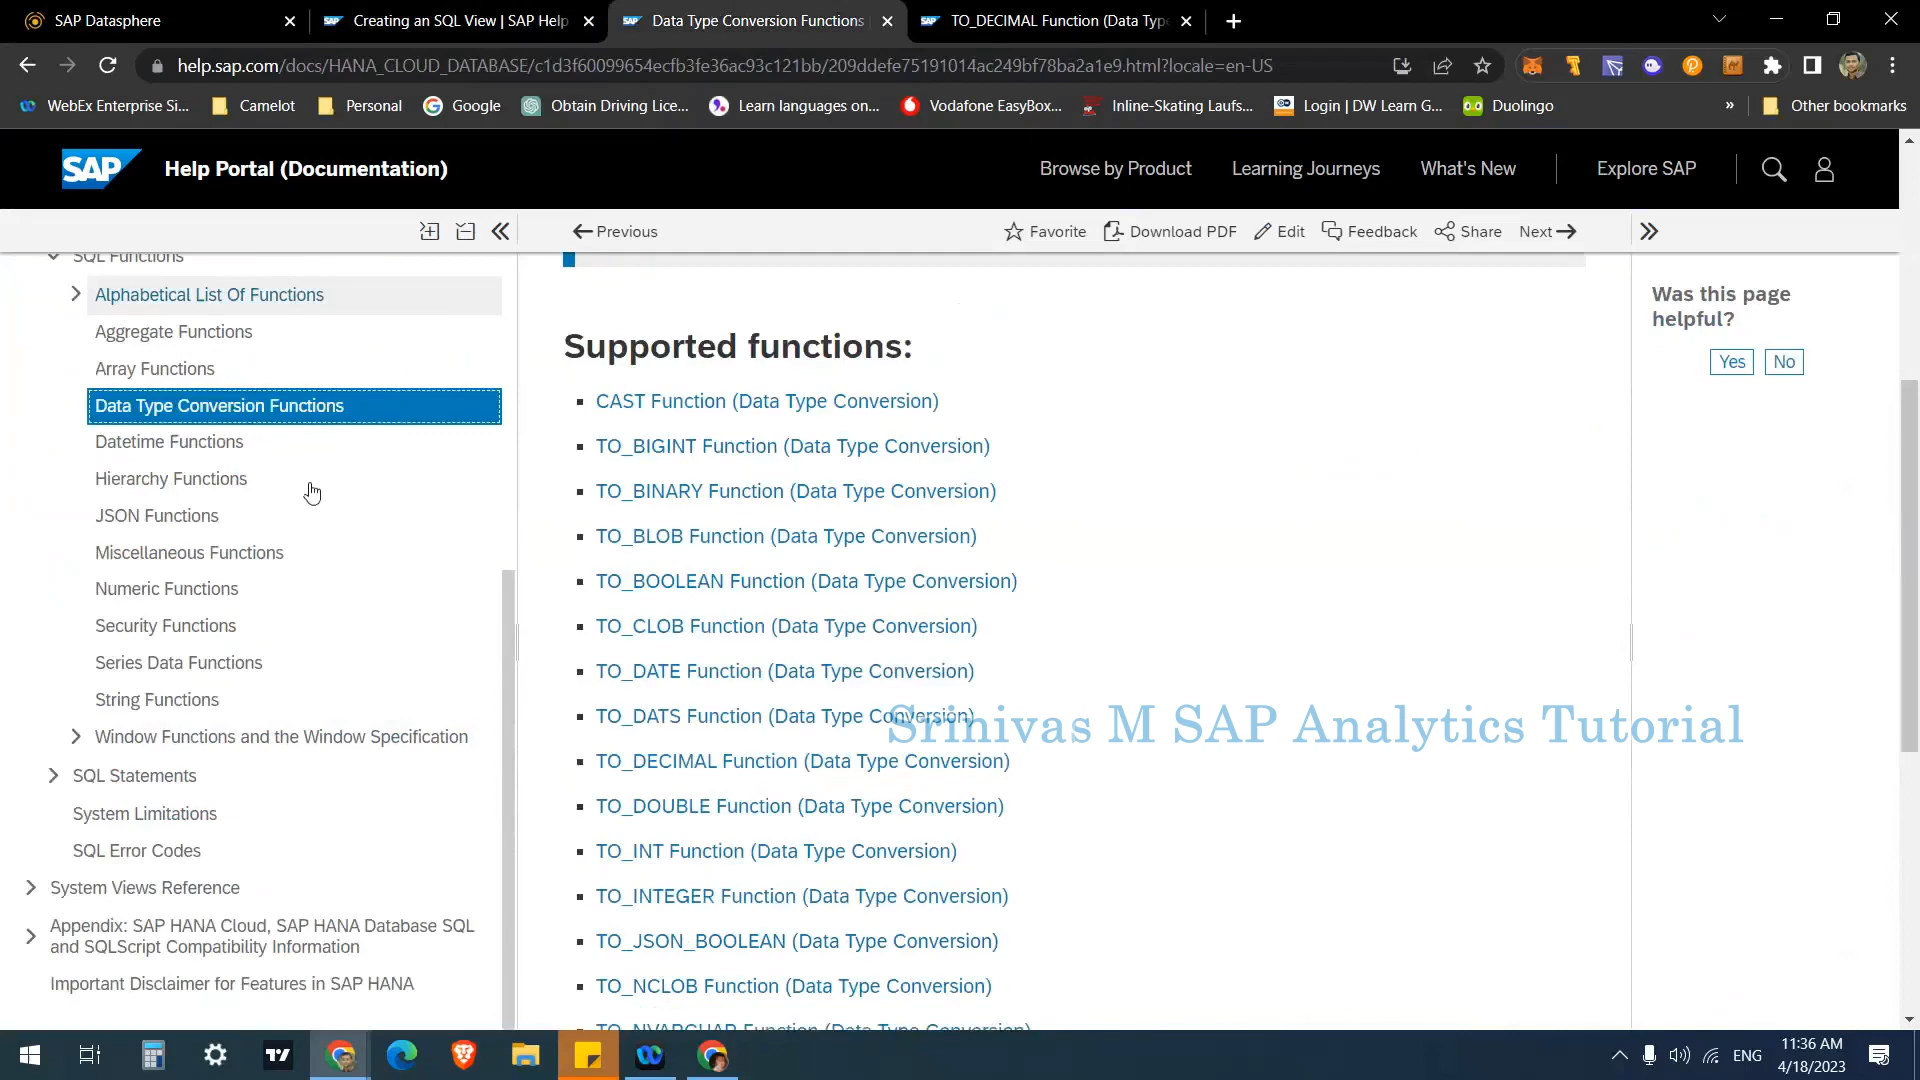 SAP Datasphere
Creating an SQL View | SAP Help
Data Type Conversion Functions
TO_DECIMAL Function (Data Type
help.sap.com/docs/HANA_CLOUD_DATABASE/c1d3f60099654ecfb3fe36ac93c121bb/209ddefe75191014ac249bf78ba2a1e9.html?locale=en-US
WebEx Enterprise Si...
Camelot
Personal
Google
Obtain Driving Lice...
Learn languages on...
Vodafone EasyBox...
Inline-Skating Laufs...
Login | DW Learn G...
Duolingo
»
Other bookmarks
SAP
Help Portal (Documentation)
Browse by Product
Learning Journeys
What's New
Explore SAP
Previous
Favorite
Download PDF
Edit
Feedback
Share
Next
SQL Functions
Alphabetical List Of Functions
Aggregate Functions
Array Functions
Data Type Conversion Functions
Datetime Functions
Hierarchy Functions
JSON Functions
Miscellaneous Functions
Numeric Functions
Security Functions
Series Data Functions
String Functions
Window Functions and the Window Specification
SQL Statements
System Limitations
SQL Error Codes
System Views Reference
Appendix: SAP HANA Cloud, SAP HANA Database SQL
and SQLScript Compatibility Information
Important Disclaimer for Features in SAP HANA
Supported functions:
CAST Function (Data Type Conversion)
TO_BIGINT Function (Data Type Conversion)
TO_BINARY Function (Data Type Conversion)
TO_BLOB Function (Data Type Conversion)
TO_BOOLEAN Function (Data Type Conversion)
TO_CLOB Function (Data Type Conversion)
TO_DATE Function (Data Type Conversion)
TO_DATS Function (Data Type Conversion)
TO_DECIMAL Function (Data Type Conversion)
TO_DOUBLE Function (Data Type Conversion)
TO_INT Function (Data Type Conversion)
TO_INTEGER Function (Data Type Conversion)
TO_JSON_BOOLEAN (Data Type Conversion)
TO_NCLOB Function (Data Type Conversion)
TO_NVARCHAR Function (Data Type Conversion)
Srinivas M SAP Analytics Tutorial
Was this page
helpful?
Yes
No
ENG
11:36 AM
4/18/2023